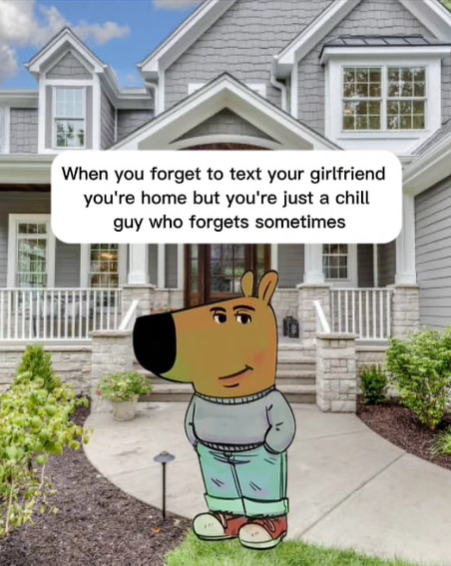 When you forget to text your girlfriend
you're home but you're just a chill
guy who forgets sometimes